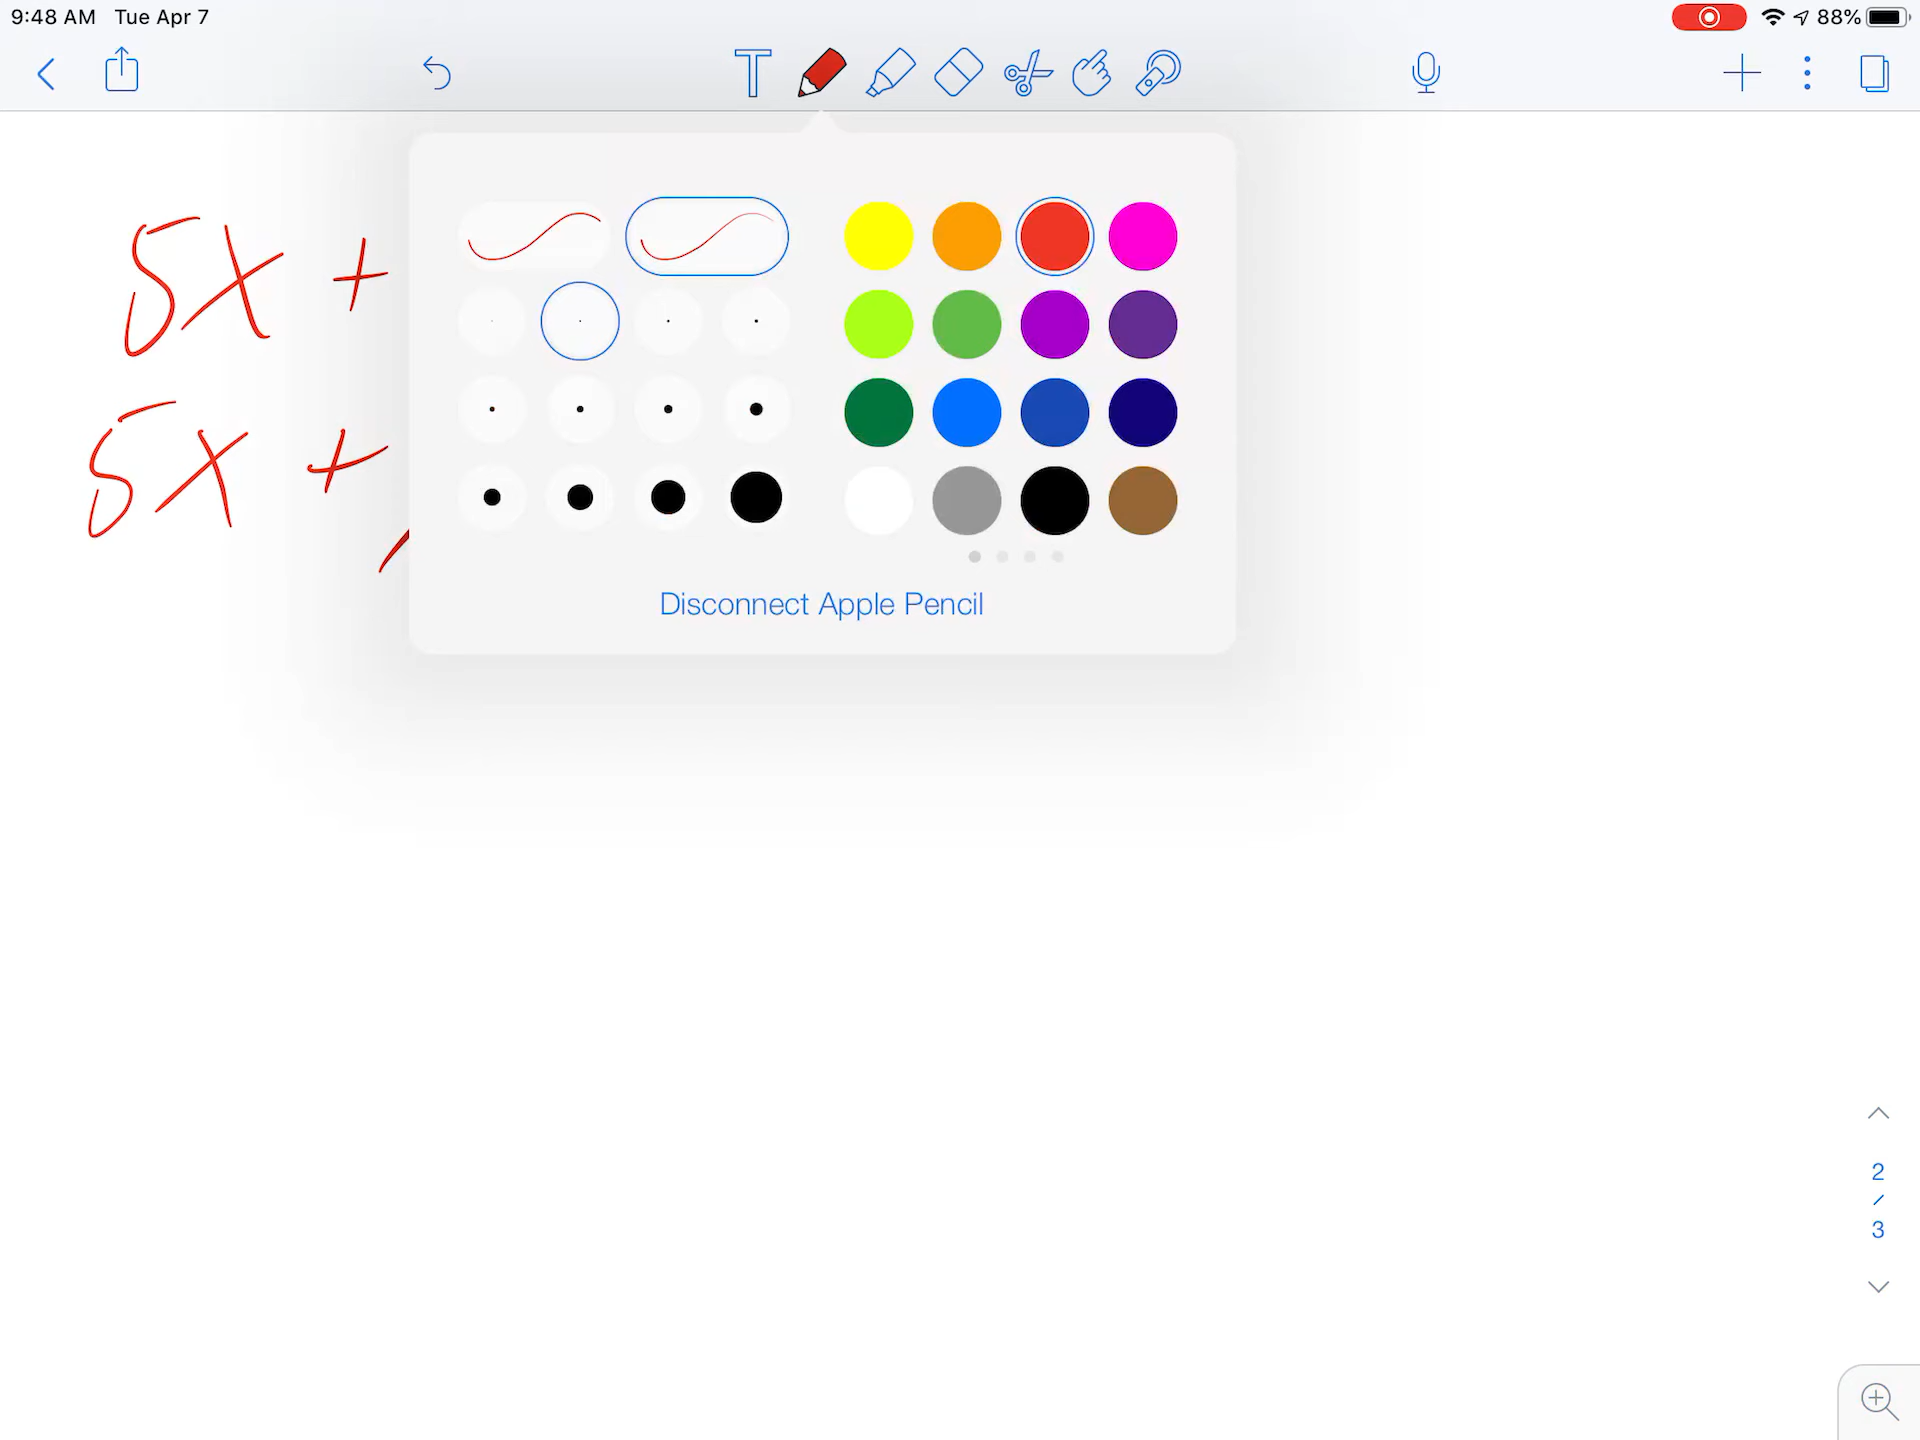 9:48 AM Tue Apr 7 88%
T
5x +
5x +
Disconnect Apple Pencil
2
/
3